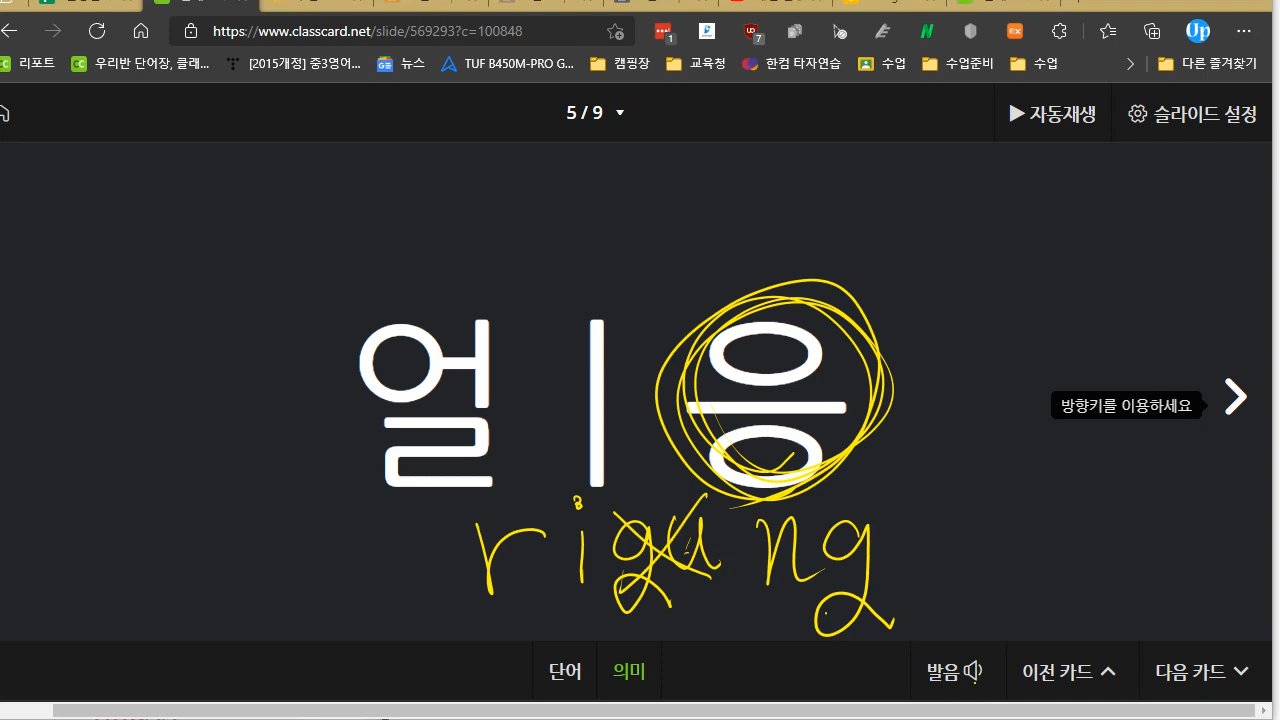 https://www.classcard.net/slide/569293?c=100848
리포트 우리반 단어장, 클래... [2015개정] 중3영어... 뉴스 TUF B450M-PRO G... 캠핑장 교육청 한컴 타자연습 수업 수업준비 수업 다른 즐겨찾기
5 / 9 자동재생 슬라이드 설정
얼ㅣ응
방향키를 이용하세요
ri ng
단어 의미 발음 이전 카드 다음 카드